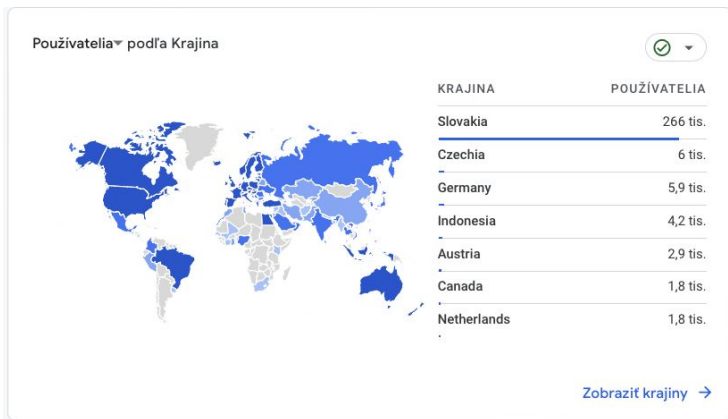 Používatelia podľa Krajina
KRAJINA POUŽÍVATELIA
Slovakia 266 tis.
Czechia 6 tis.
Germany 5,9 tis.
Indonesia 4,2 tis.
Austria 2,9 tis.
Canada 1,8 tis.
Netherlands 1,8 tis.
Zobraziť krajiny